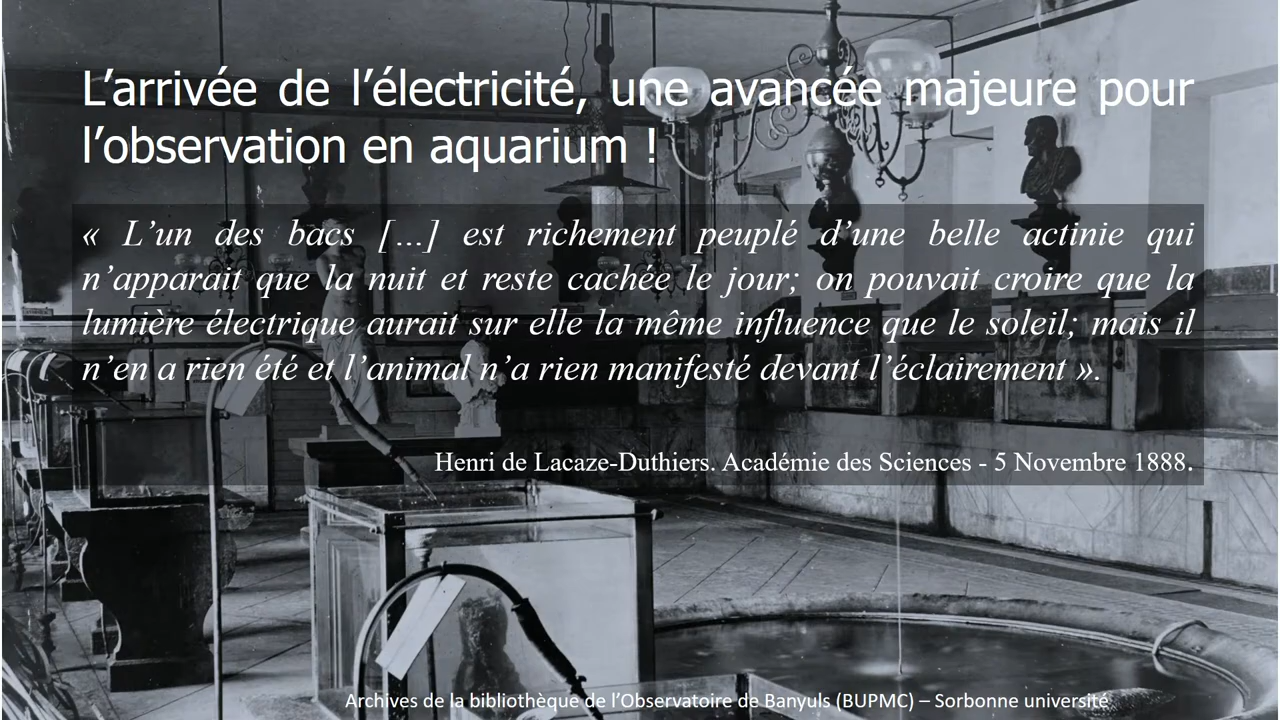 L’arrivée de l’électricité, une avancée majeure pour
l’observation en aquarium !
« L’un des bacs […] est richement peuplé d’une belle actinie qui
n’apparait que la nuit et reste cachée le jour; on pouvait croire que la
lumière électrique aurait sur elle la même influence que le soleil; mais il
n’en a rien été et l’animal n’a rien manifesté devant l’éclairement ».
Henri de Lacaze-Duthiers. Académie des Sciences - 5 Novembre 1888.
Archives de la bibliothèque de l’Observatoire de Banyuls (BUPMC) – Sorbonne université